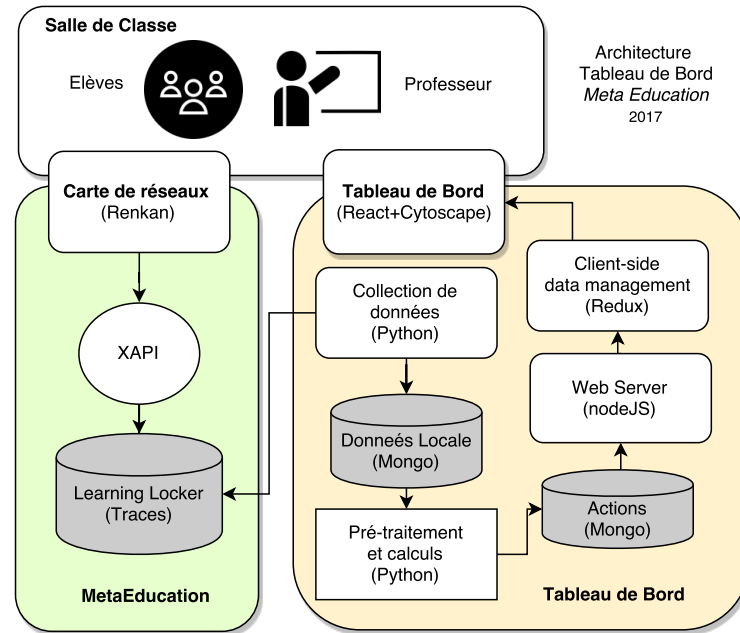 Salle de Classe
Elèves
Professeur
Architecture
Tableau de Bord
Meta Education
2017
Carte de réseaux
(Renkan)
XAPI
Learning Locker
(Traces)
MetaEducation
Tableau de Bord
(React+Cytoscape)
Collection de
données
(Python)
Donneés Locale
(Mongo)
Pré-traitement
et calculs
(Python)
Client-side
data management
(Redux)
Web Server
(nodeJS)
Actions
(Mongo)
Tableau de Bord